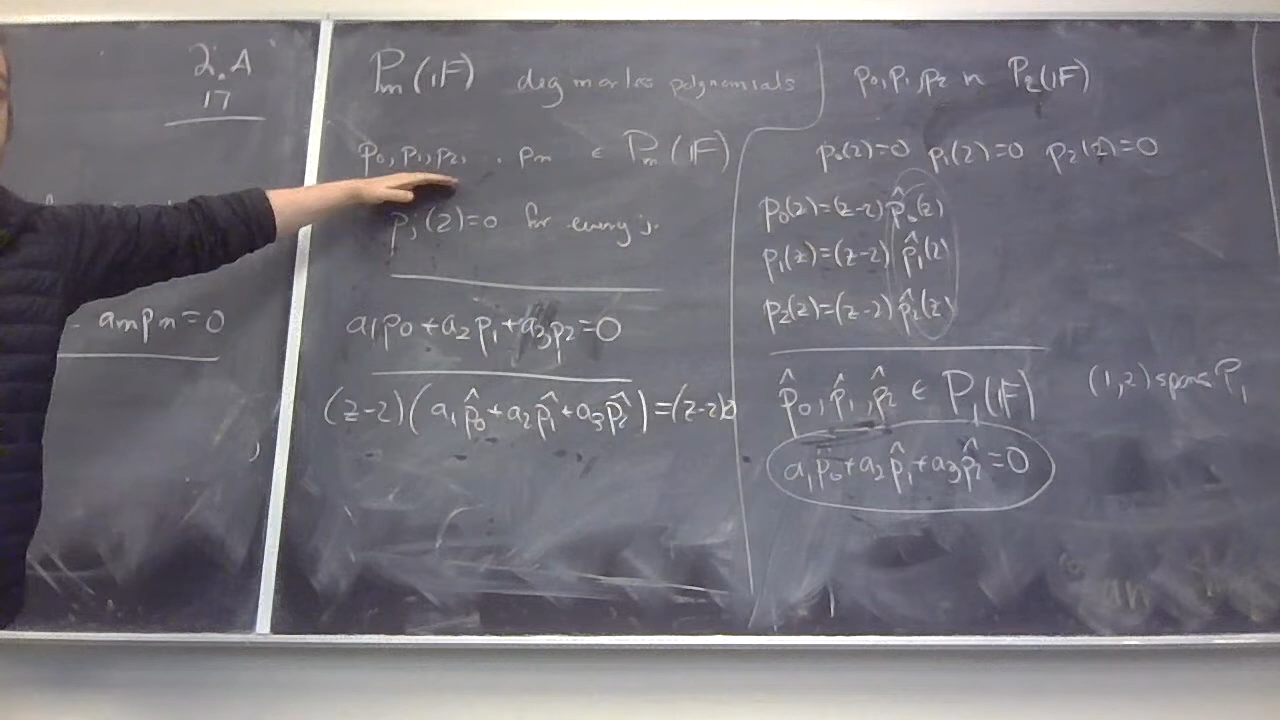 2.A
17
- amPm=0
Pm(F) deg m or less polynomials
p0, p1, p2, . pm ∈ Pm(F)
pj(2)=0 for every j.
a1p0+a2p1+a3p2=0
(z-2)(a1p̂0+a2p̂1+a3p̂2)=(z-2)0
p0,p1,p2 in P2(F)
p0(2)=0 p1(2)=0 p2(2)=0
p0(z)=(z-2)p̂0(z)
p1(z)=(z-2)p̂1(z)
p2(z)=(z-2)p̂2(z)
p̂0,p̂1,p̂2 ∈ P1(F) (1,z) spans P1
a1p̂0+a2p̂1+a3p̂2=0